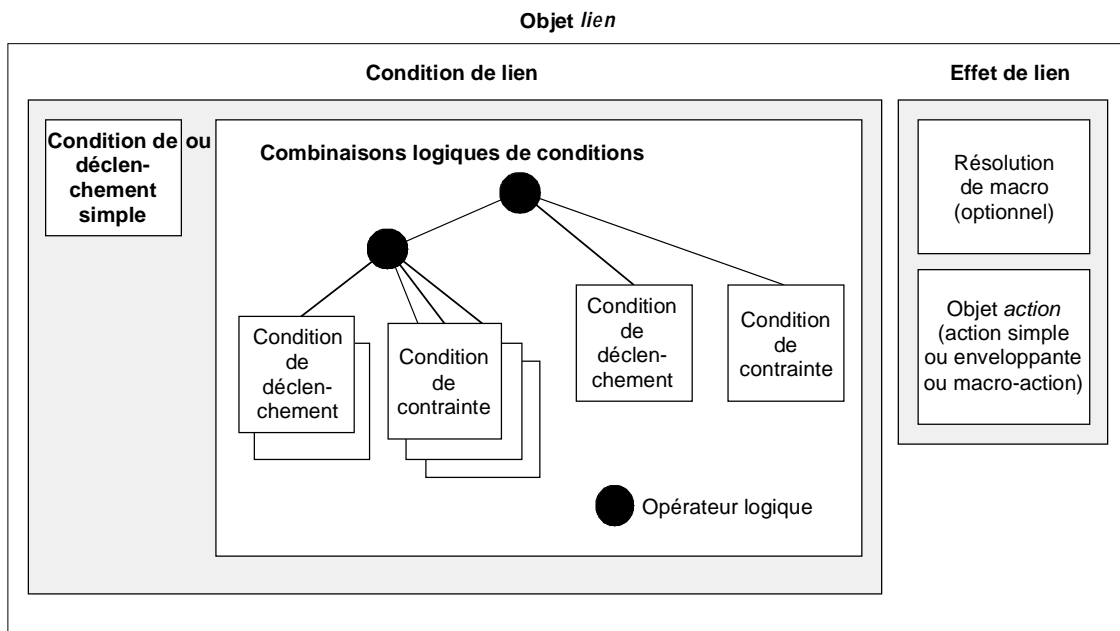 Objet lien
Condition de lien
Effet de lien
Condition de ou
déclen-
chement
simple
Combinaisons logiques de conditions
Condition
de
déclen-
chement
Condition
de
contrainte
Condition
de
déclen-
chement
Condition
de
contrainte
Opérateur logique
Résolution
de macro
(optionnel)
Objet action
(action simple
ou enveloppante
ou macro-action)